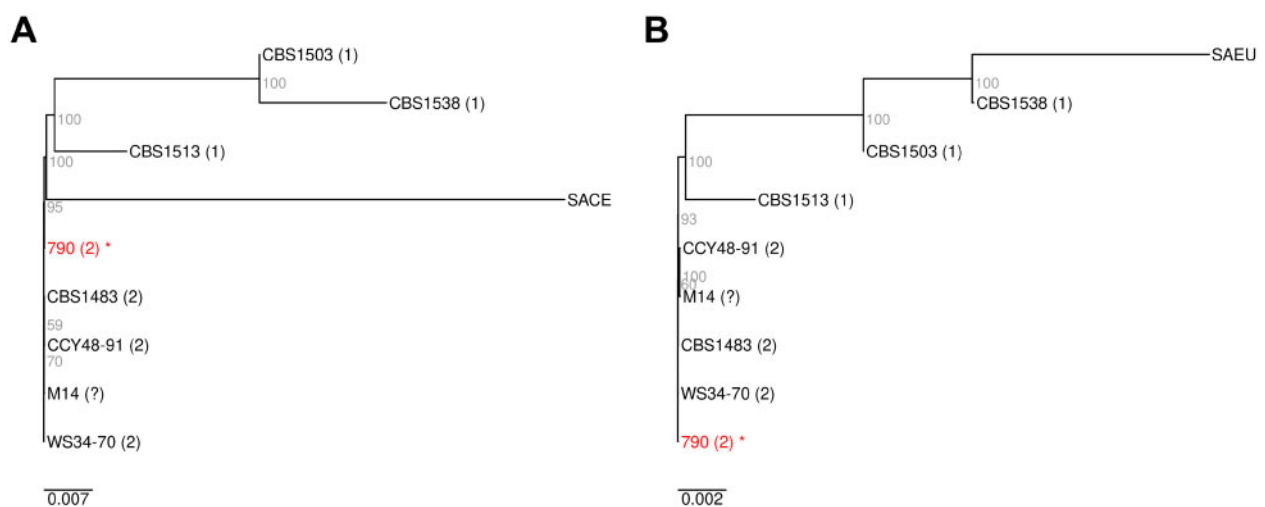 A
CBS1503 (1)
100
CBS1538 (1)
100
CBS1513 (1)
100
SACE
95
790 (2) *
CBS1483 (2)
59
CCY48-91 (2)
70
M14 (?)
WS34-70 (2)
0.007
B
SAEU
100
CBS1538 (1)
100
CBS1503 (1)
100
CBS1513 (1)
93
CCY48-91 (2)
100
60
M14 (?)
CBS1483 (2)
WS34-70 (2)
790 (2) *
0.002